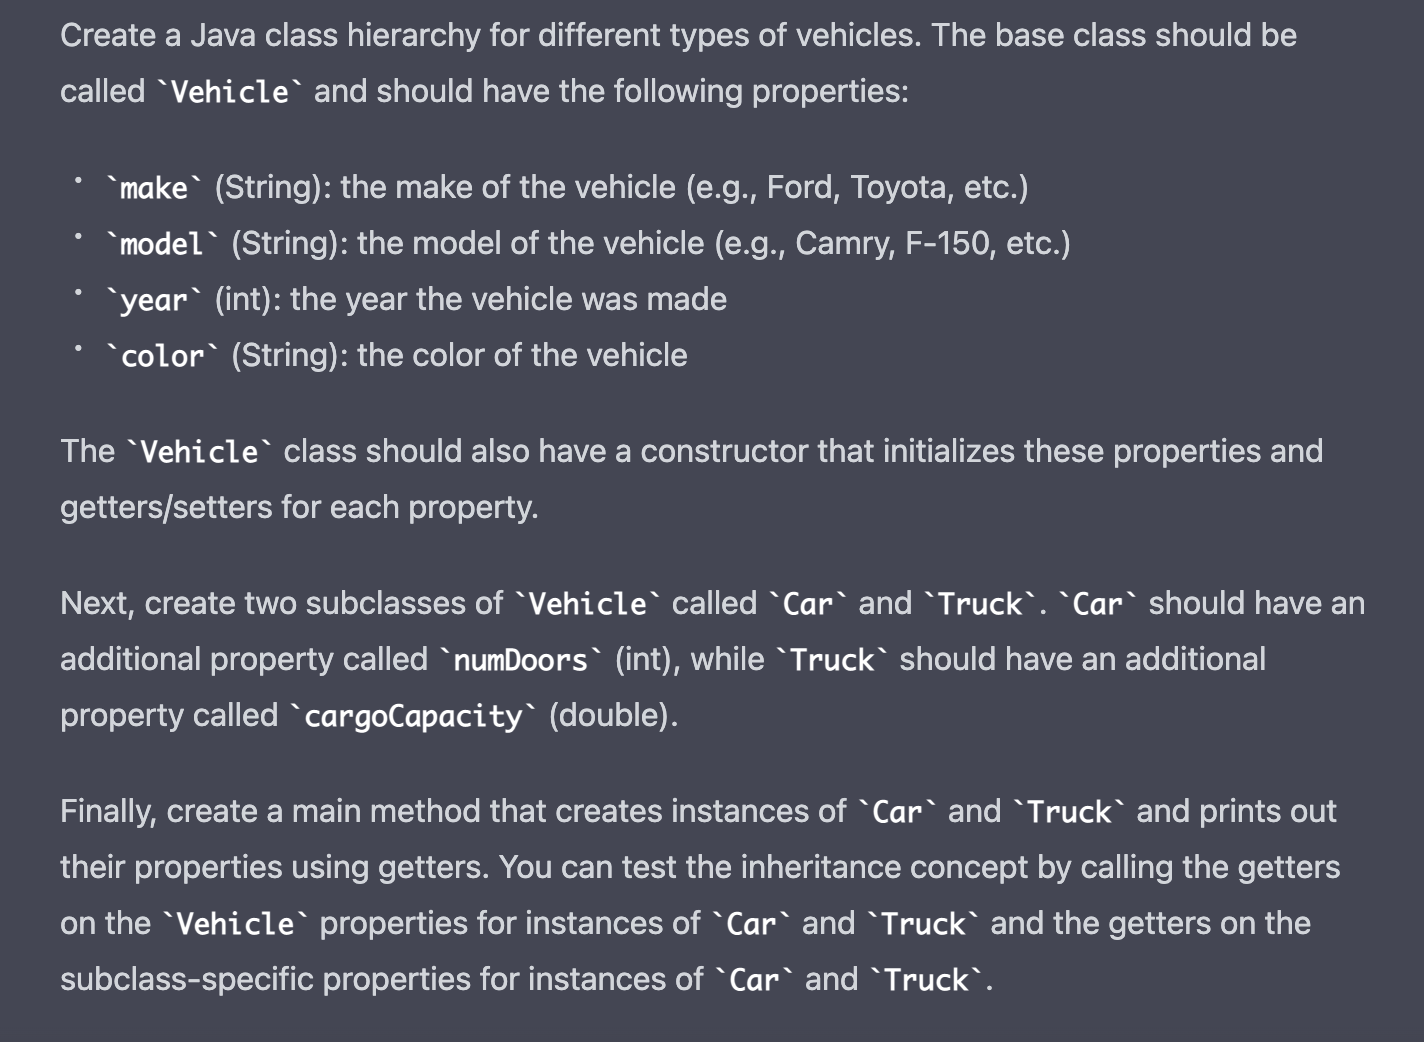 Create a Java class hierarchy for different types of vehicles. The base class should be
called `Vehicle` and should have the following properties:
• `make` (String): the make of the vehicle (e.g., Ford, Toyota, etc.)
• `model` (String): the model of the vehicle (e.g., Camry, F-150, etc.)
• `year` (int): the year the vehicle was made
• `color` (String): the color of the vehicle
The `Vehicle` class should also have a constructor that initializes these properties and
getters/setters for each property.
Next, create two subclasses of `Vehicle` called `Car` and `Truck`. `Car` should have an
additional property called `numDoors` (int), while `Truck` should have an additional
property called `cargoCapacity` (double).
Finally, create a main method that creates instances of `Car` and `Truck` and prints out
their properties using getters. You can test the inheritance concept by calling the getters
on the `Vehicle` properties for instances of `Car` and `Truck` and the getters on the
subclass-specific properties for instances of `Car` and `Truck`.